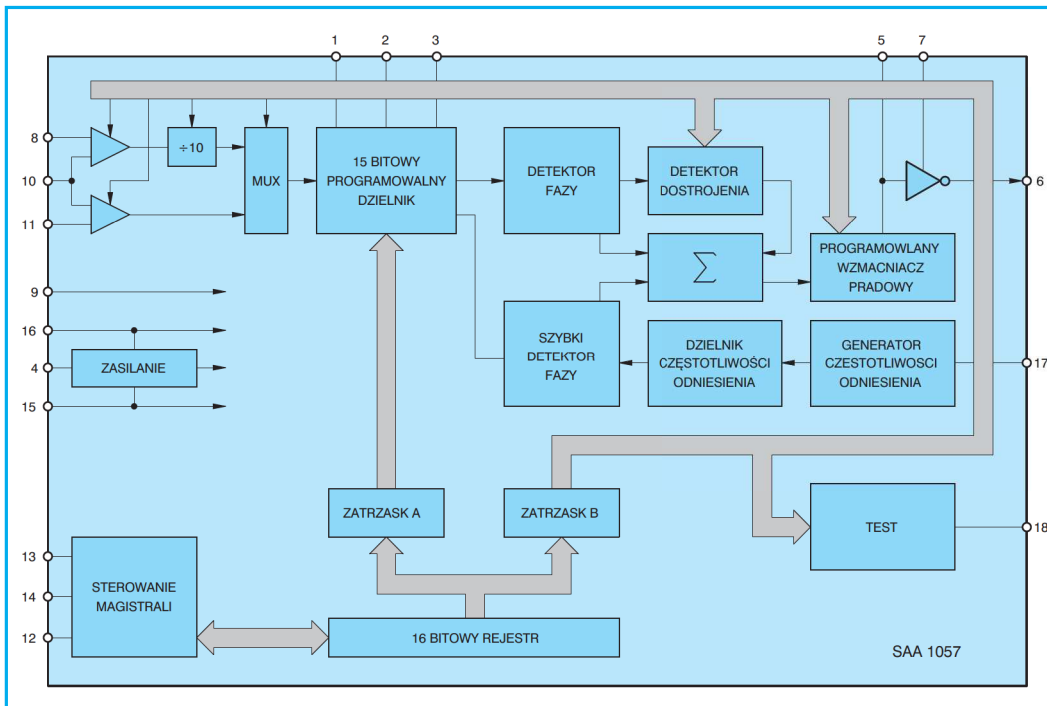 1 2 3 5 7
8
÷10
10
MUX
11
15 BITOWY
PROGRAMOWALNY
DZIELNIK
DETEKTOR
FAZY
DETEKTOR
DOSTROJENIA
6
Σ
PROGRAMOWLANY
WZMACNIACZ
PRADOWY
9
16
4
ZASILANIE
15
SZYBKI
DETEKTOR
FAZY
DZIELNIK
CZĘSTOTLIWOŚCI
ODNIESIENIA
GENERATOR
CZESTOTLIWOSCI
ODNIESIENIA
17
ZATRZASK A
ZATRZASK B
TEST
18
13
14
12
STEROWANIE
MAGISTRALI
16 BITOWY REJESTR
SAA 1057